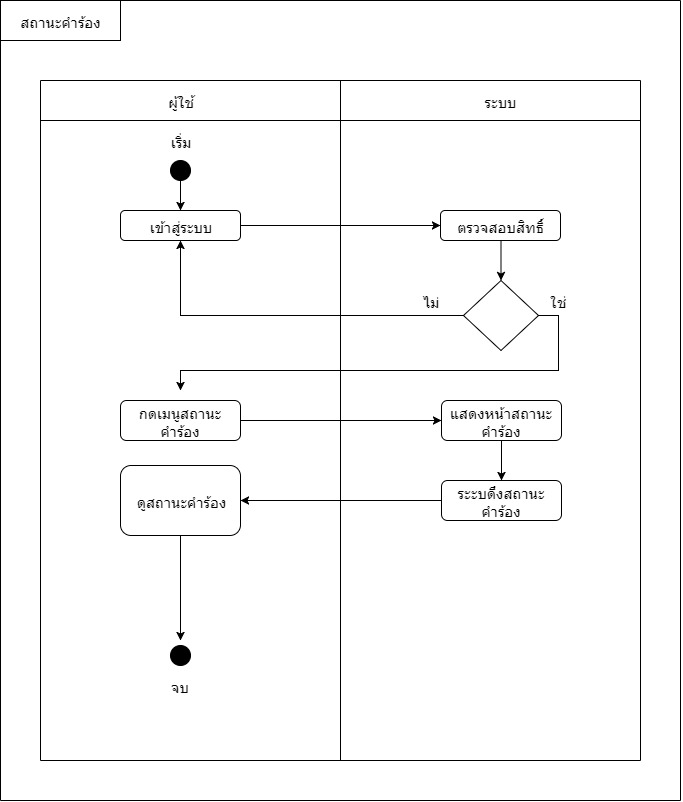 สถานะคำร้อง
ผู้ใช้
ระบบ
เริ่ม
เข้าสู่ระบบ
ตรวจสอบสิทธิ์
ไม่
ใช่
กดเมนูสถานะ
คำร้อง
แสดงหน้าสถานะ
คำร้อง
ดูสถานะคำร้อง
ระะบดึงสถานะ
คำร้อง
จบ